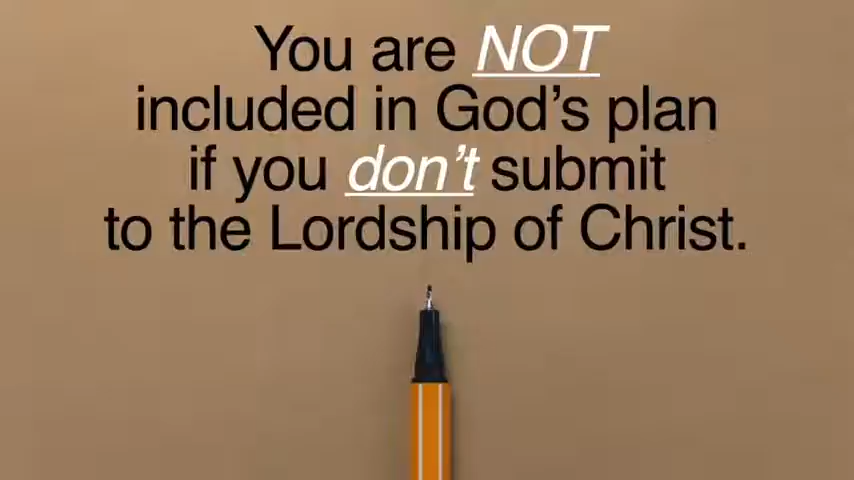 You are NOT
included in God’s plan
if you don’t submit
to the Lordship of Christ.